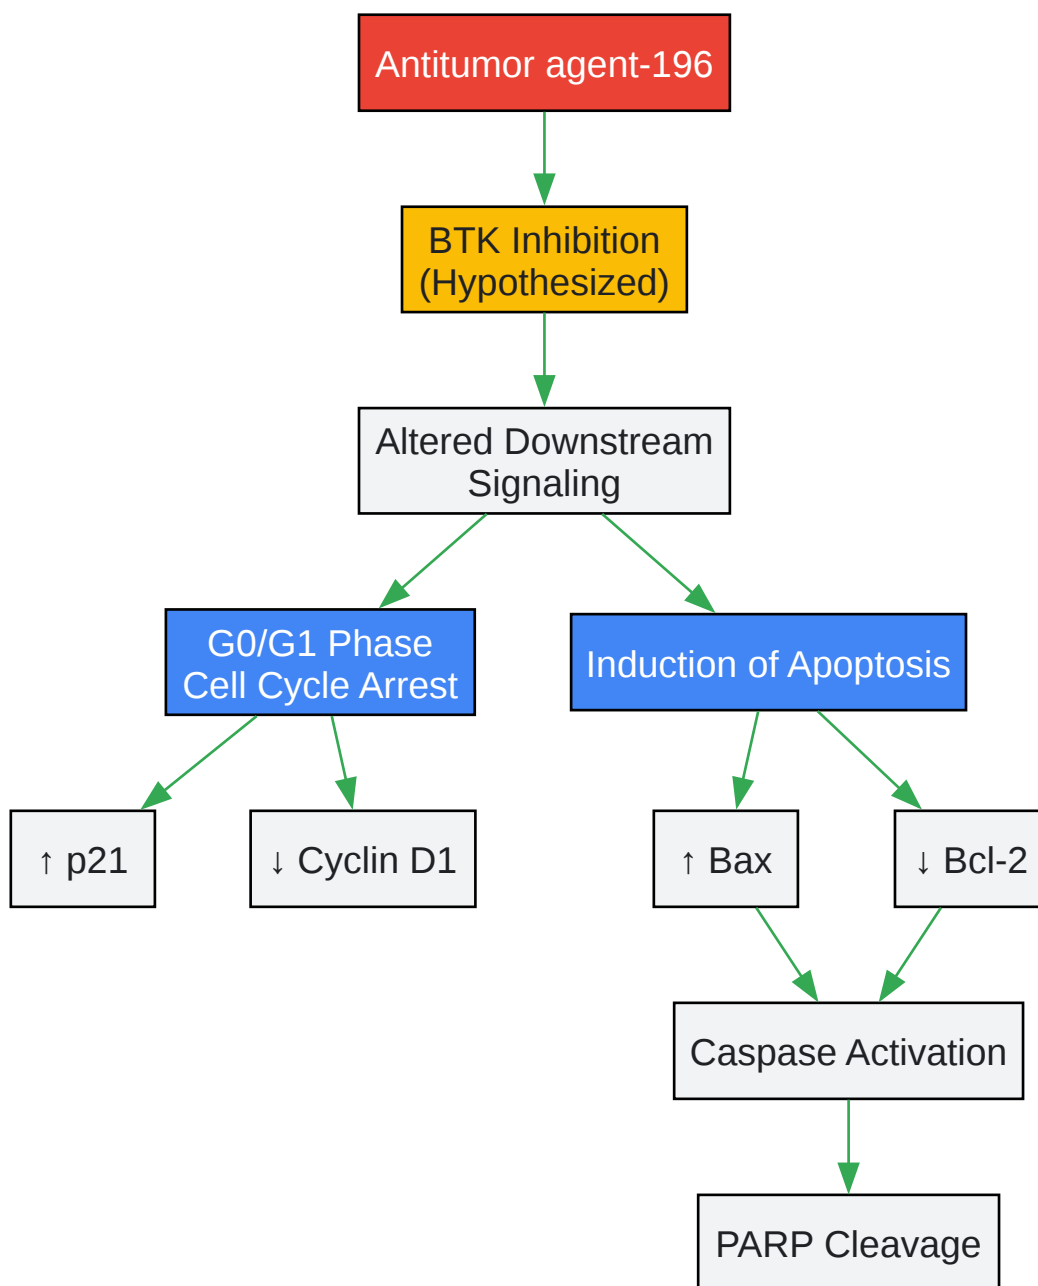 Antitumor agent-196
BTK Inhibition
(Hypothesized)
Altered Downstream
Signaling
G0/G1 Phase
Cell Cycle Arrest
Induction of Apoptosis
↑ p21
↓ Cyclin D1
↑ Bax
↓ Bcl-2
Caspase Activation
PARP Cleavage